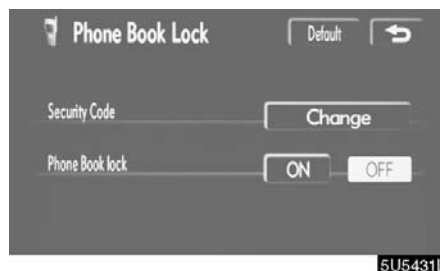 Phone Book Lock Default
Security Code Change
Phone Book lock ON OFF
5U5431